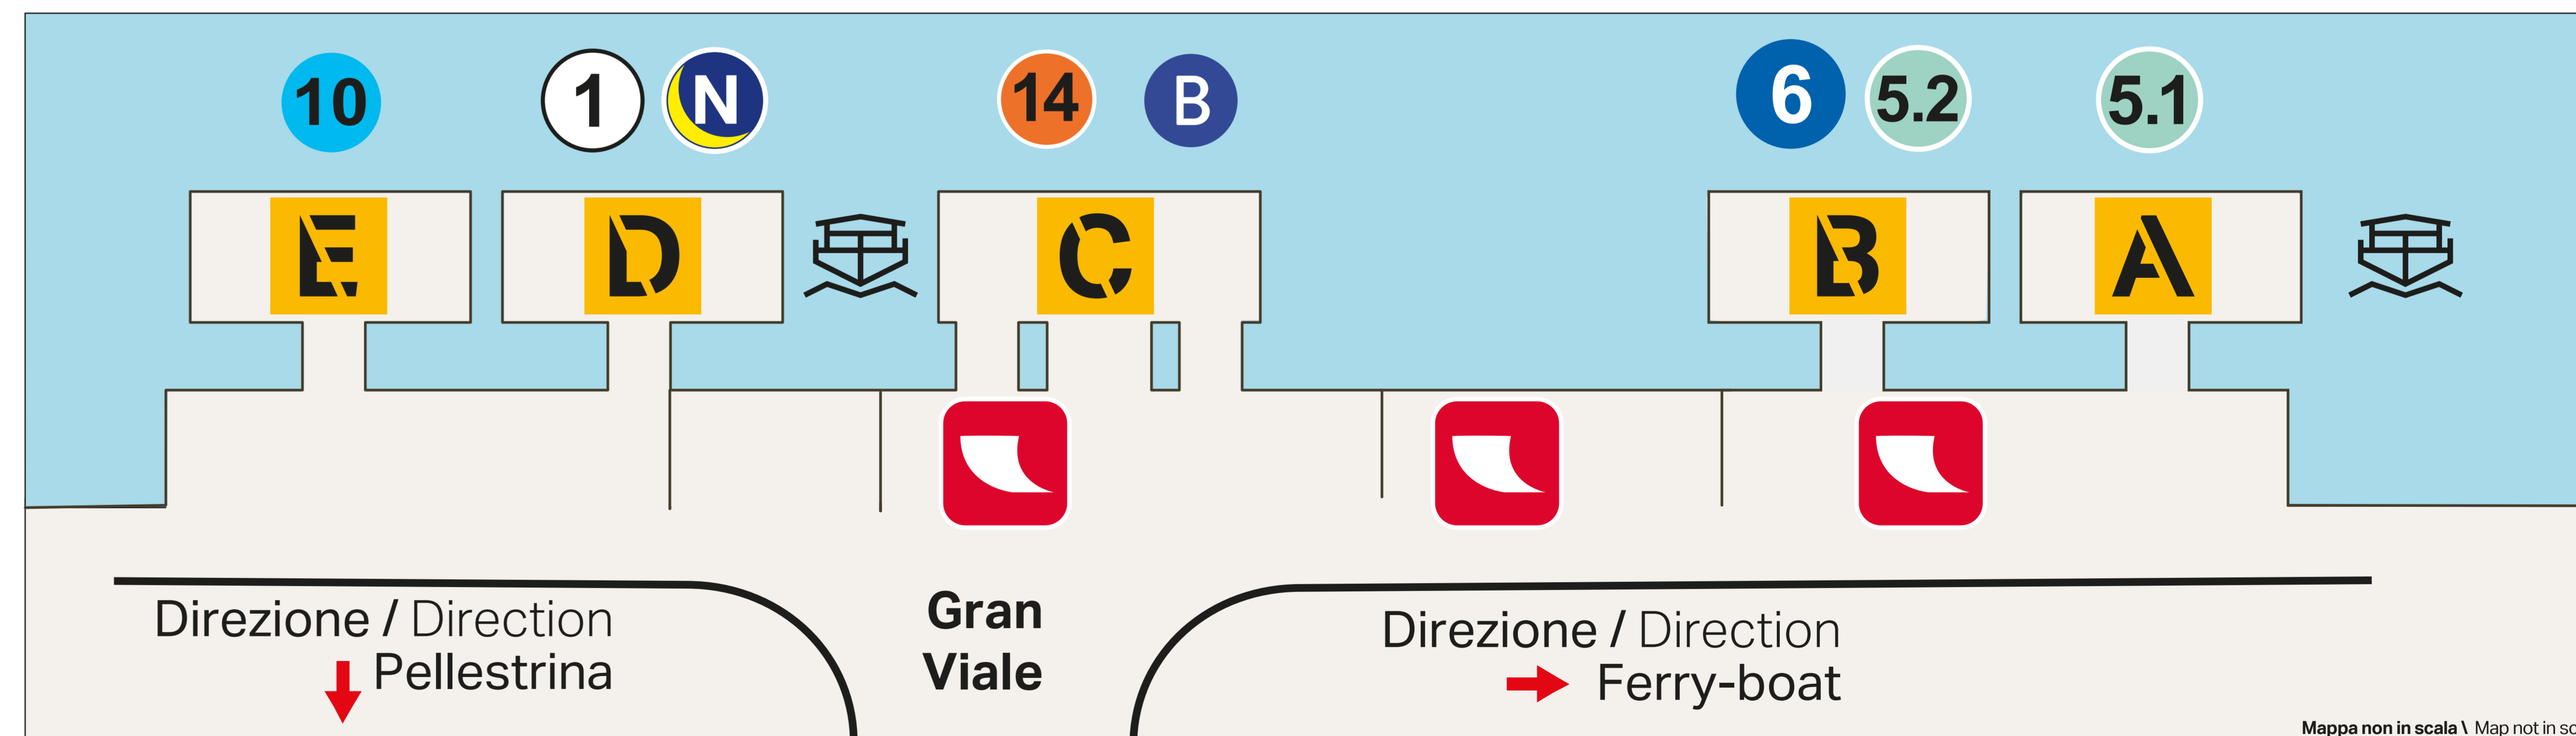 10 1 N 14 B 6 5.2 5.1
E D C B A
Direzione / Direction
Pellestrina
Gran
Viale
Direzione / Direction
Ferry-boat
Mappa non in scala \ Map not in sc